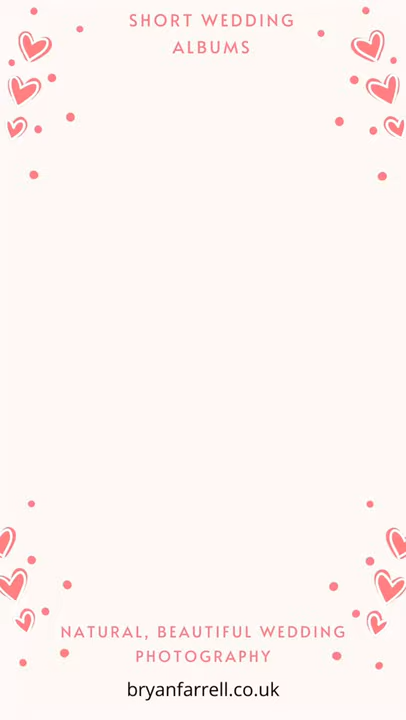 SHORT WEDDING
ALBUMS
NATURAL, BEAUTIFUL WEDDING
PHOTOGRAPHY
bryanfarrell.co.uk